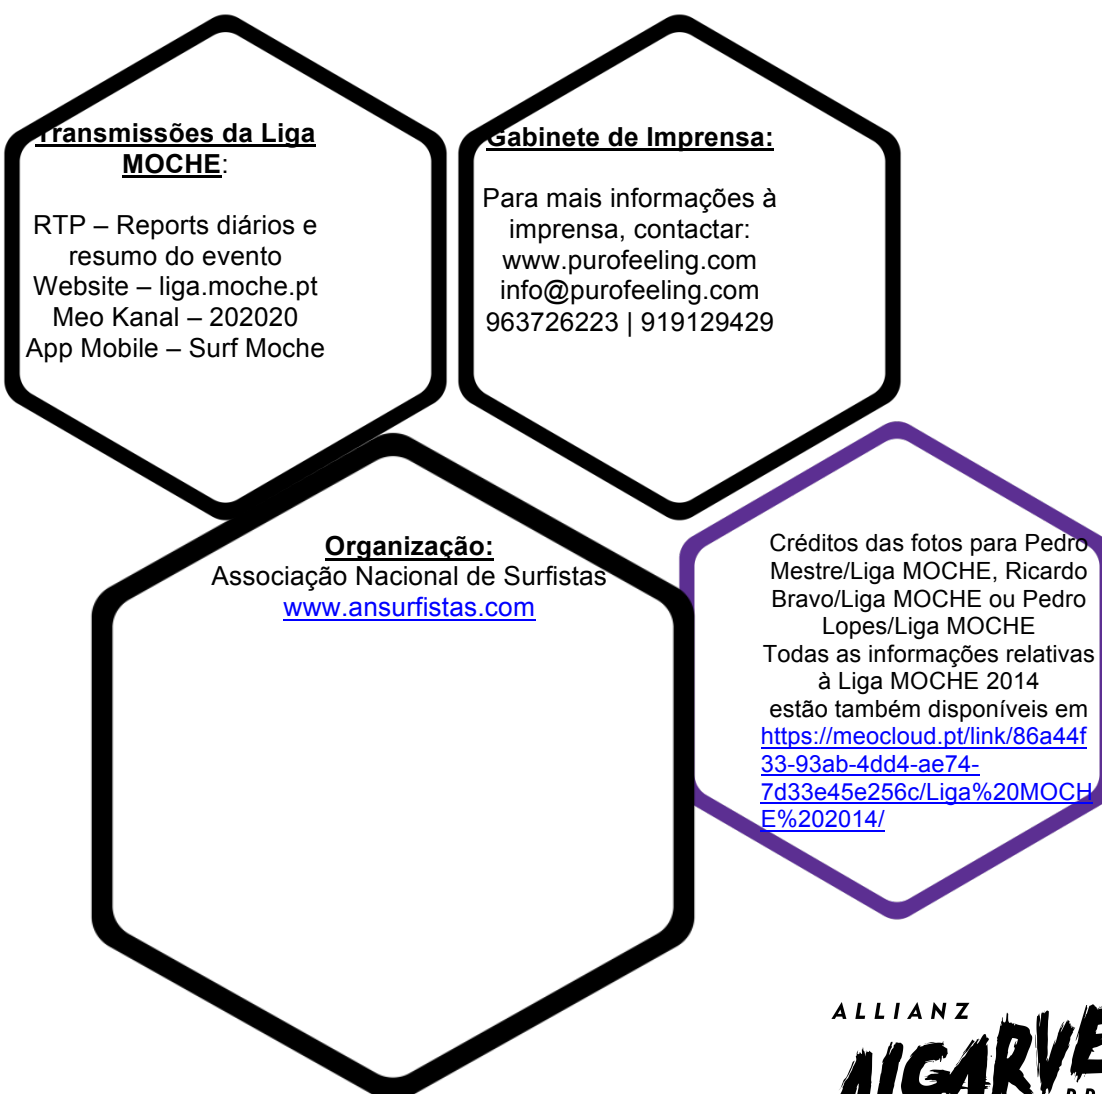 Transmissões da Liga
MOCHE:
RTP – Reports diários e
resumo do evento
Website – liga.moche.pt
Meo Kanal – 202020
App Mobile – Surf Moche
Gabinete de Imprensa:
Para mais informações à
imprensa, contactar:
www.purofeeling.com
info@purofeeling.com
963726223 | 919129429
Organização:
Associação Nacional de Surfistas
www.ansurfistas.com
Créditos das fotos para Pedro
Mestre/Liga MOCHE, Ricardo
Bravo/Liga MOCHE ou Pedro
Lopes/Liga MOCHE
Todas as informações relativas
à Liga MOCHE 2014
estão também disponíveis em
https://meocloud.pt/link/86a44f
33-93ab-4dd4-ae74-
7d33e45e256c/Liga%20MOCH
E%202014/
ALLIANZ
ALGARVE